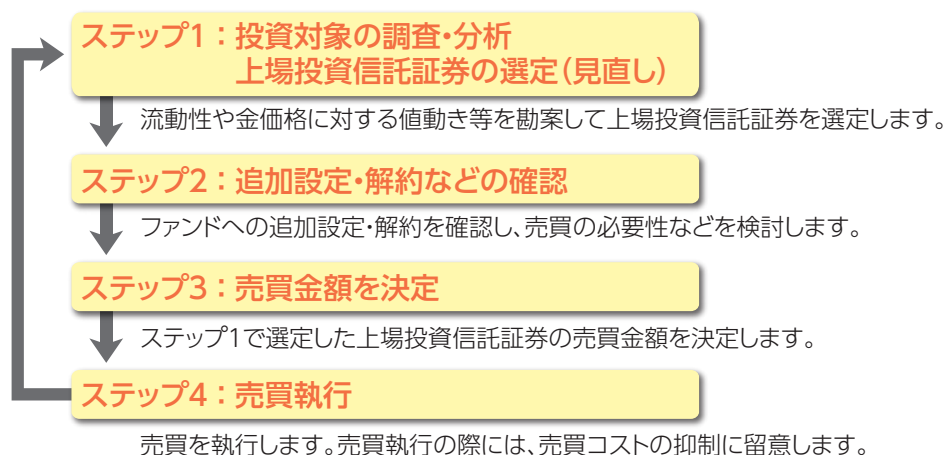 ステップ1：投資対象の調査・分析
上場投資信託証券の選定（見直し）
流動性や金価格に対する値動き等を勘案して上場投資信託証券を選定します。
ステップ2：追加設定・解約などの確認
ファンドへの追加設定・解約を確認し、売買の必要性などを検討します。
ステップ3：売買金額を決定
ステップ1で選定した上場投資信託証券の売買金額を決定します。
ステップ4：売買執行
売買を執行します。売買執行の際には、売買コストの抑制に留意します。